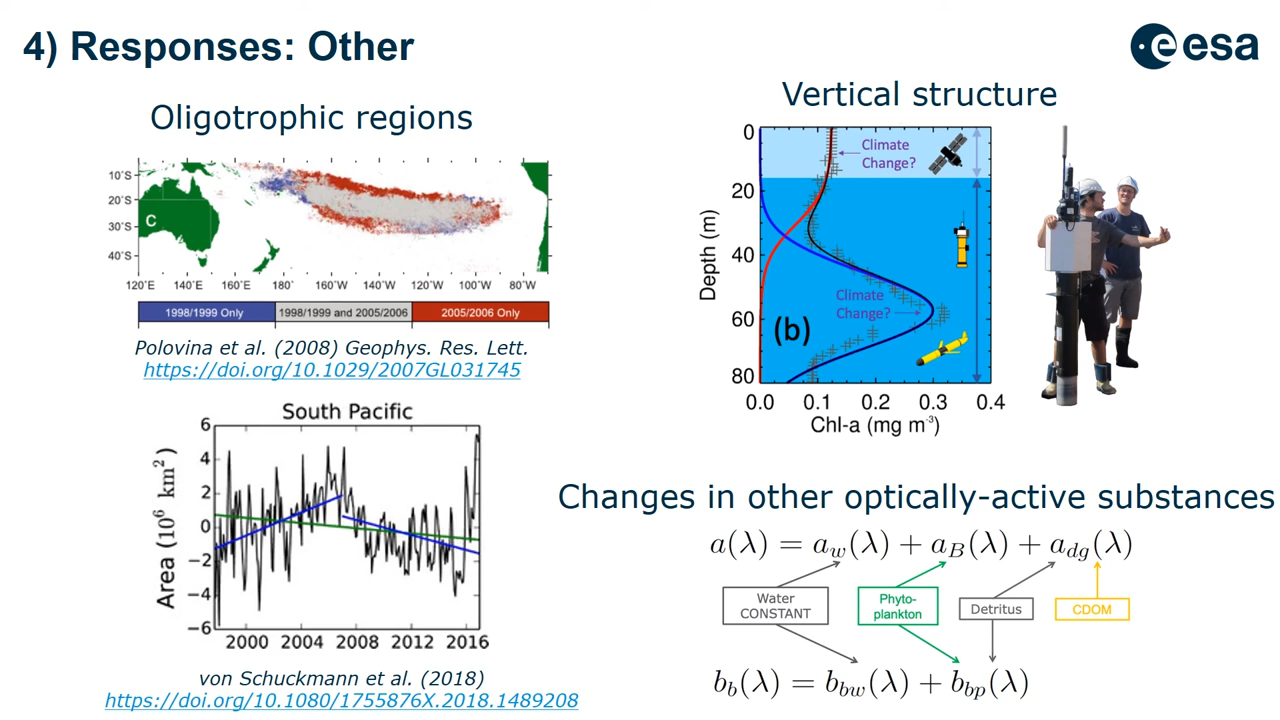 4) Responses: Other
esa
Oligotrophic regions
10°S
20°S
30°S
40°S
C
120°E 140°E 160°E 180°W 160°W 140°W 120°W 100°W 80°W
1998/1999 Only
1998/1999 and 2005/2006
2005/2006 Only
Polovina et al. (2008) Geophys. Res. Lett.
https://doi.org/10.1029/2007GL031745
South Pacific
Area (10⁶ km²)
6
4
2
0
−2
−4
−6
2000 2004 2008 2012 2016
von Schuckmann et al. (2018)
https://doi.org/10.1080/1755876X.2018.1489208
Vertical structure
Depth (m)
0
20
40
60
80
Climate
Change?
Climate
Change?
(b)
0.0 0.1 0.2 0.3 0.4
Chl-a (mg m⁻³)
Changes in other optically-active substances
a(λ) = a_w(λ) + a_B(λ) + a_dg(λ)
Water
CONSTANT
Phyto-
plankton
Detritus
CDOM
b_b(λ) = b_bw(λ) + b_bp(λ)